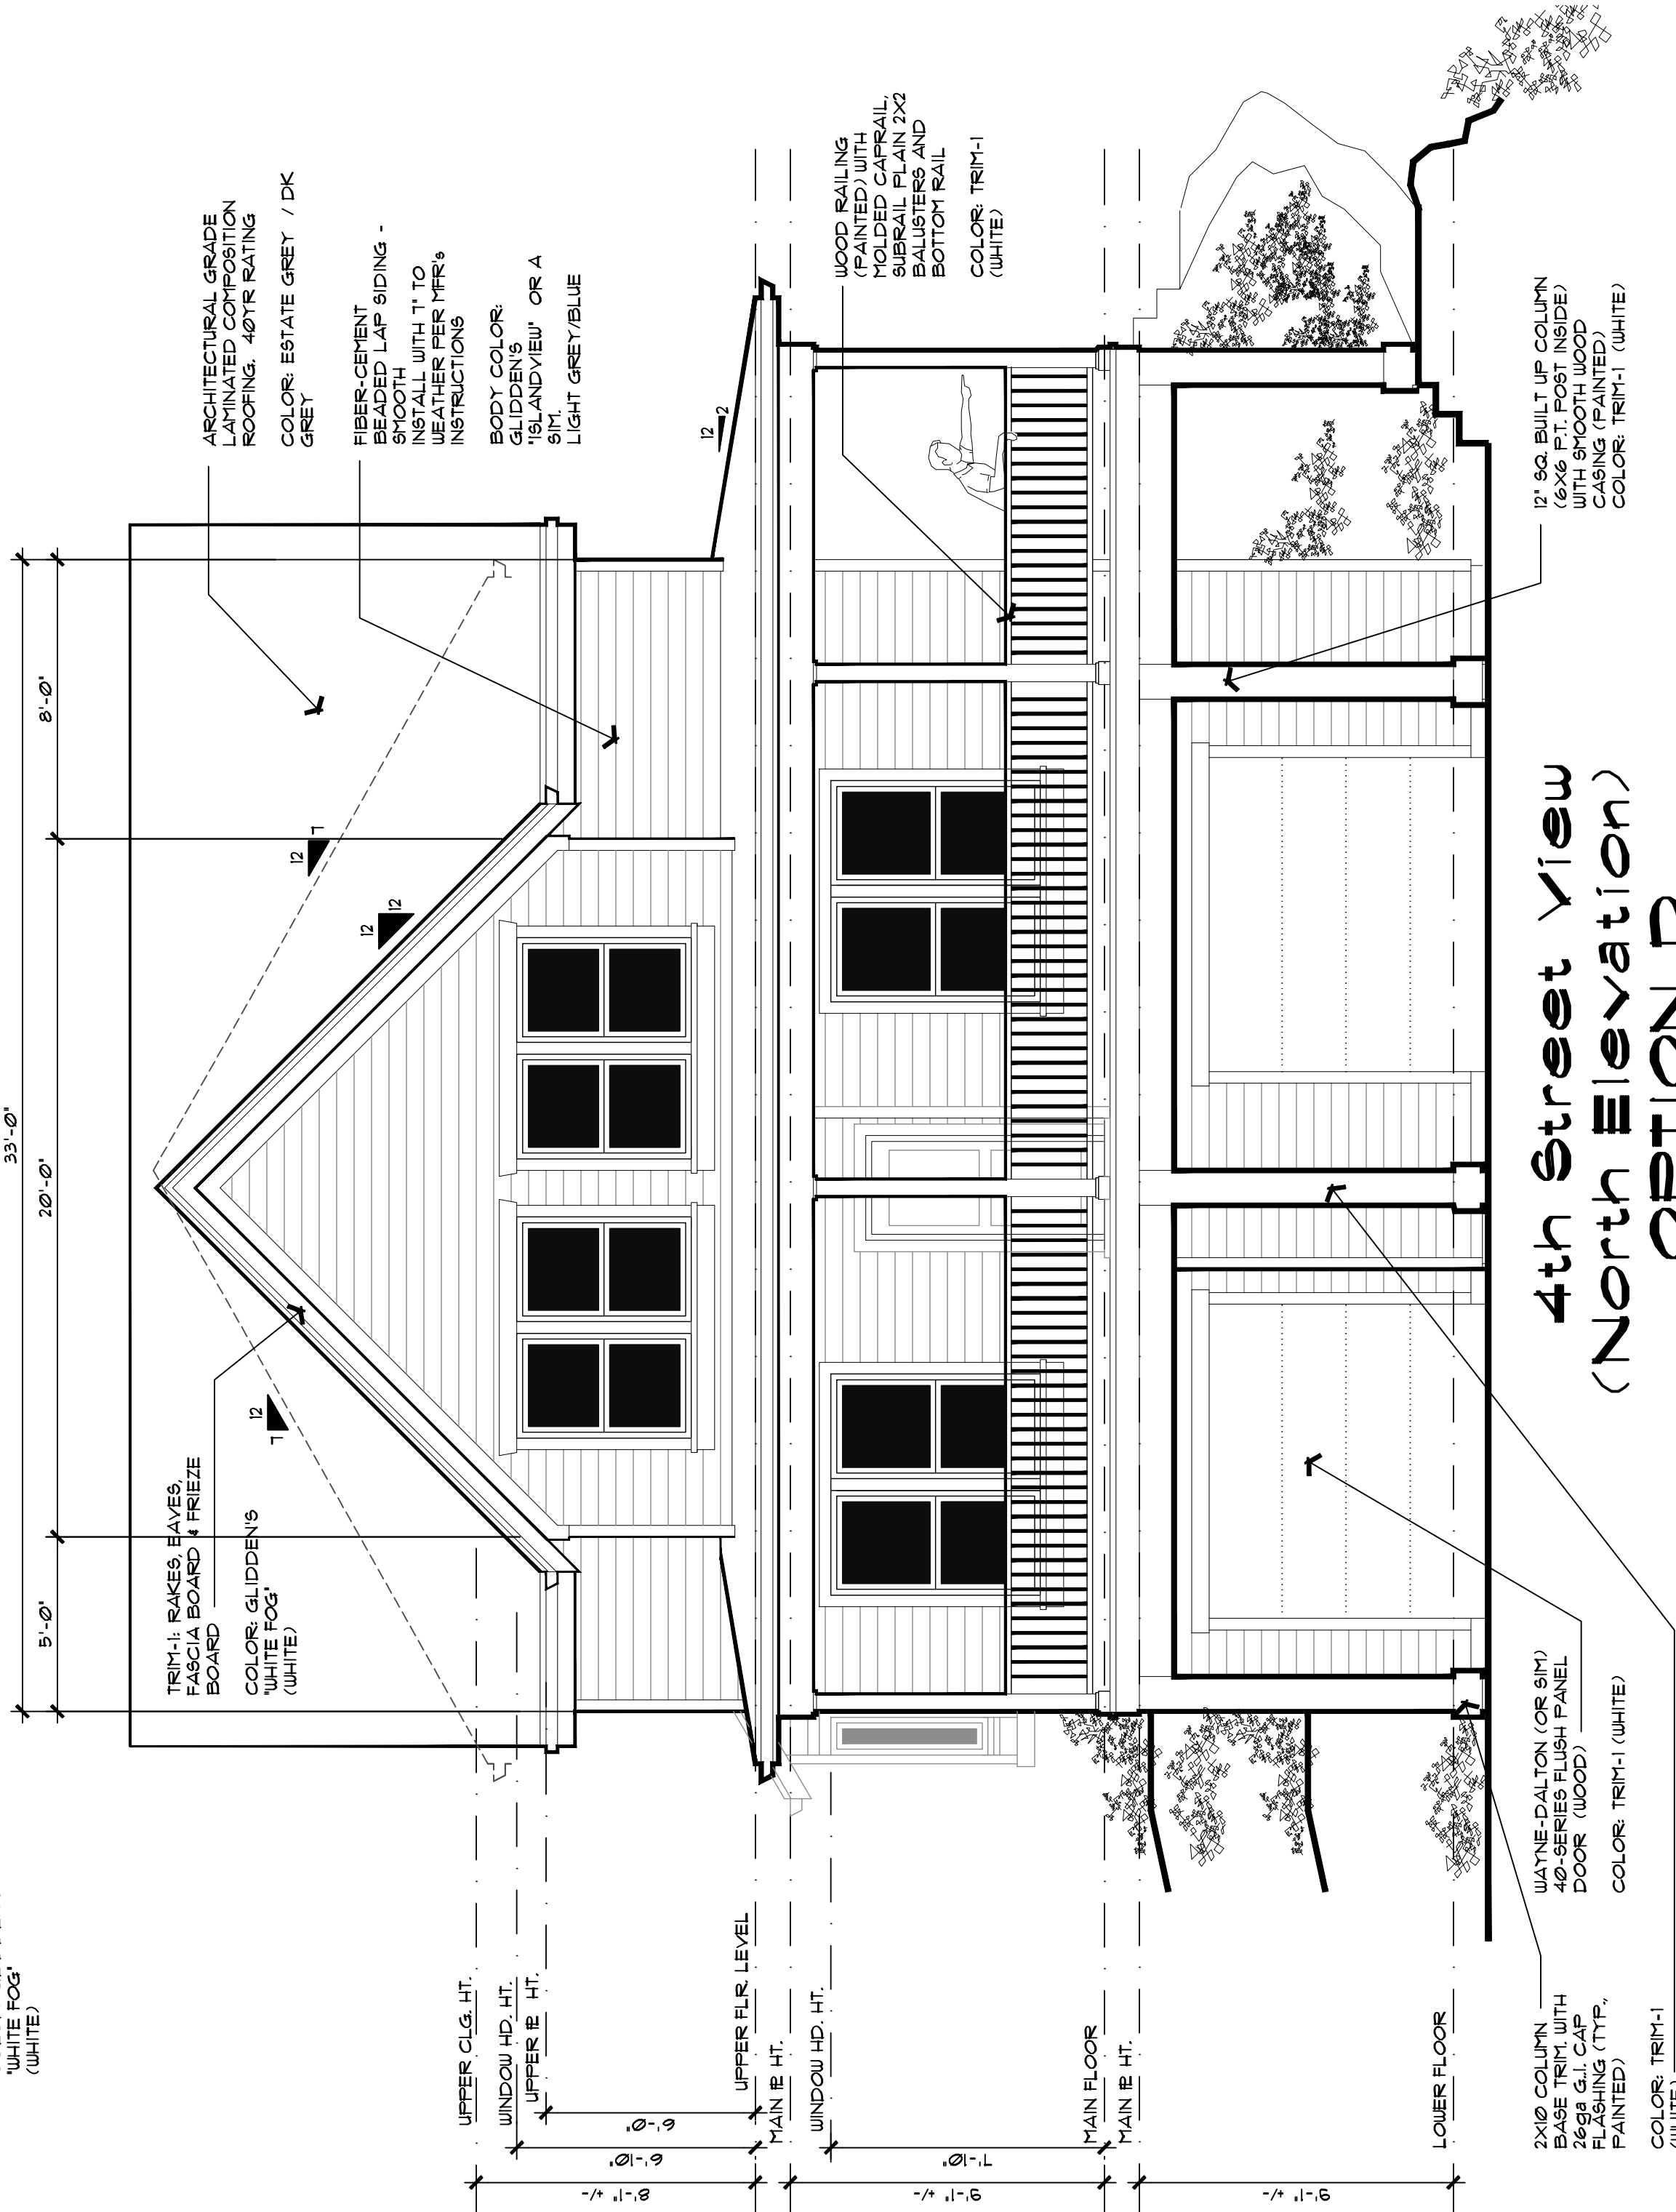 "WHITE FOG"
(WHITE)
33'-0"
5'-0"
20'-0"
8'-0"
TRIM-1: RAKES, EAVES,
FASCIA BOARD & FRIEZE
BOARD
COLOR: GLIDDEN'S
"WHITE FOG"
(WHITE)
12
7
12
12
12
7
ARCHITECTURAL GRADE
LAMINATED COMPOSITION
ROOFING. 40YR RATING
COLOR: ESTATE GREY / DK
GREY
FIBER-CEMENT
BEADED LAP SIDING -
SMOOTH
INSTALL WITH 7" TO
WEATHER PER MFR's
INSTRUCTIONS
BODY COLOR:
GLIDDEN'S
"ISLANDVIEW" OR A
SIM.
LIGHT GREY/BLUE
12
2
UPPER CLG. HT.
WINDOW HD. HT.
UPPER PL HT.
UPPER FLR. LEVEL
MAIN PL HT.
WINDOW HD. HT.
MAIN FLOOR
MAIN PL HT.
LOWER FLOOR
6'-0"
6'-10"
8'-1" +/-
7'-10"
9'-1" +/-
9'-1" +/-
WOOD RAILING
(PAINTED) WITH
MOLDED CAPRAIL,
SUBRAIL PLAIN 2X2
BALUSTERS AND
BOTTOM RAIL
COLOR: TRIM-1
(WHITE)
2X10 COLUMN
BASE TRIM. WITH
26ga G.I. CAP
FLASHING (TYP.,
PAINTED)
COLOR: TRIM-1
(WHITE)
WAYNE-DALTON (OR SIM)
40-SERIES FLUSH PANEL
DOOR (WOOD)
COLOR: TRIM-1 (WHITE)
12" SQ. BUILT UP COLUMN
(6X6 P.T. POST INSIDE)
WITH SMOOTH WOOD
CASING (PAINTED)
COLOR: TRIM-1 (WHITE)
4th Street View
(North Elevation)
OPTION D